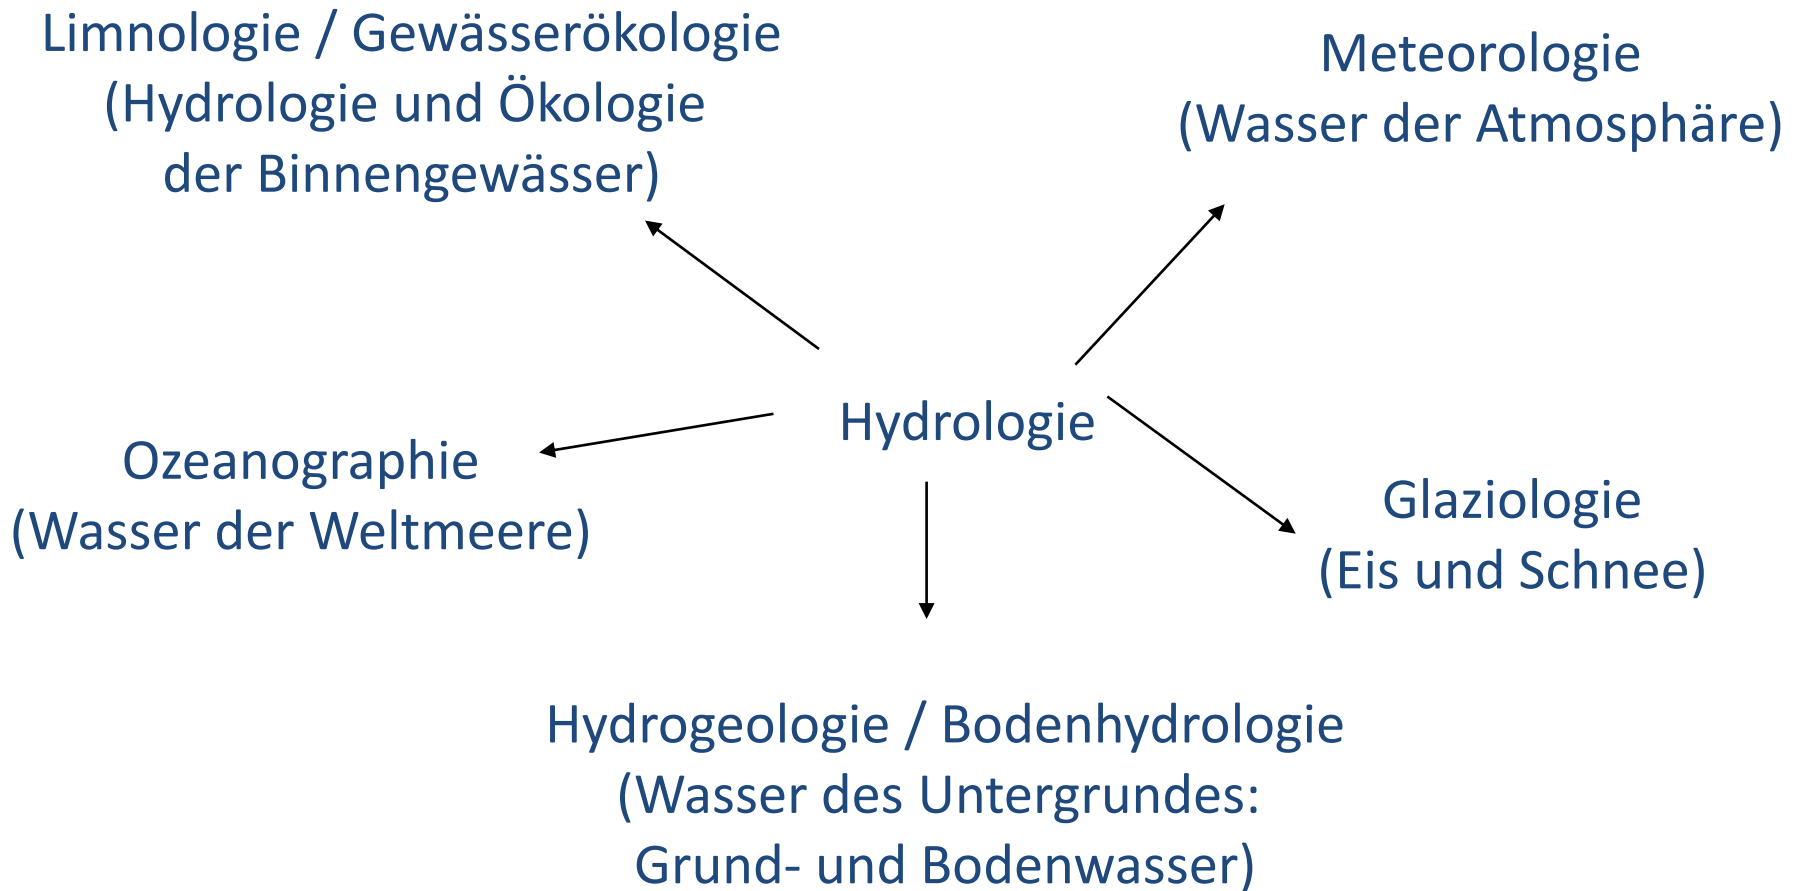 Limnologie / Gewässerökologie
(Hydrologie und Ökologie
der Binnengewässer)
Meteorologie
(Wasser der Atmosphäre)
Hydrologie
Ozeanographie
(Wasser der Weltmeere)
Glaziologie
(Eis und Schnee)
Hydrogeologie / Bodenhydrologie
(Wasser des Untergrundes:
Grund- und Bodenwasser)